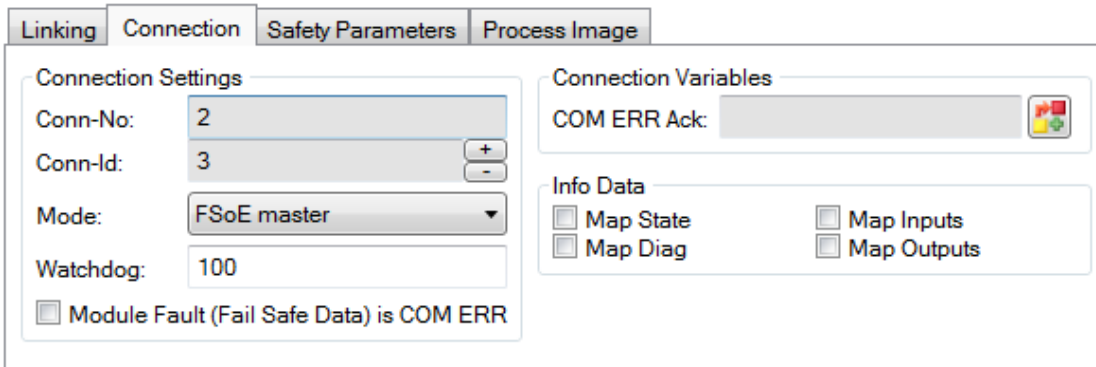 Linking Connection Safety Parameters Process Image
Connection Settings
Conn-No: 2
Conn-Id: 3
+
-
Mode: FSoE master
Watchdog: 100
Module Fault (Fail Safe Data) is COM ERR
Connection Variables
COM ERR Ack:
Info Data
Map State Map Inputs
Map Diag Map Outputs